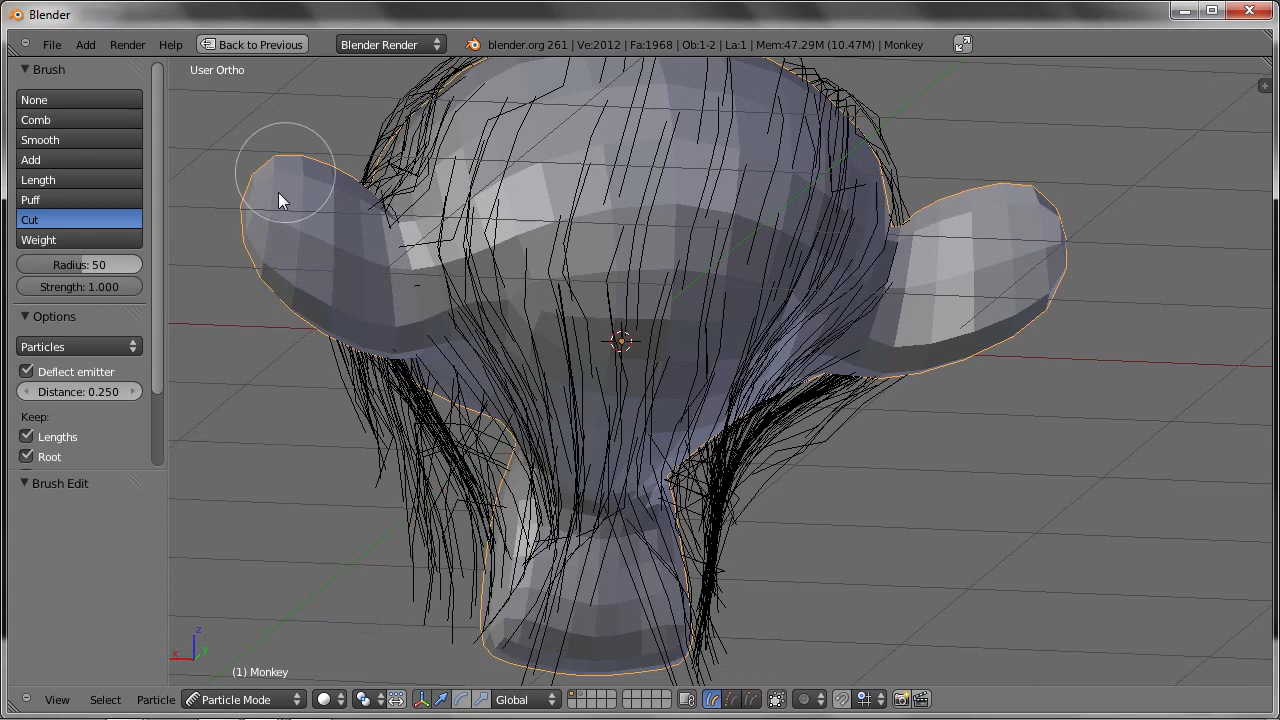 Blender
File Add Render Help Back to Previous Blender Render blender.org 261 | Ve:2012 | Fa:1968 | Ob:1-2 | La:1 | Mem:47.29M (10.47M) | Monkey
Brush
User Ortho
None
Comb
Smooth
Add
Length
Puff
Cut
Weight
Radius: 50
Strength: 1.000
Options
Particles
Deflect emitter
Distance: 0.250
Keep:
Lengths
Root
Brush Edit
z
x y
(1) Monkey
View Select Particle Particle Mode Global